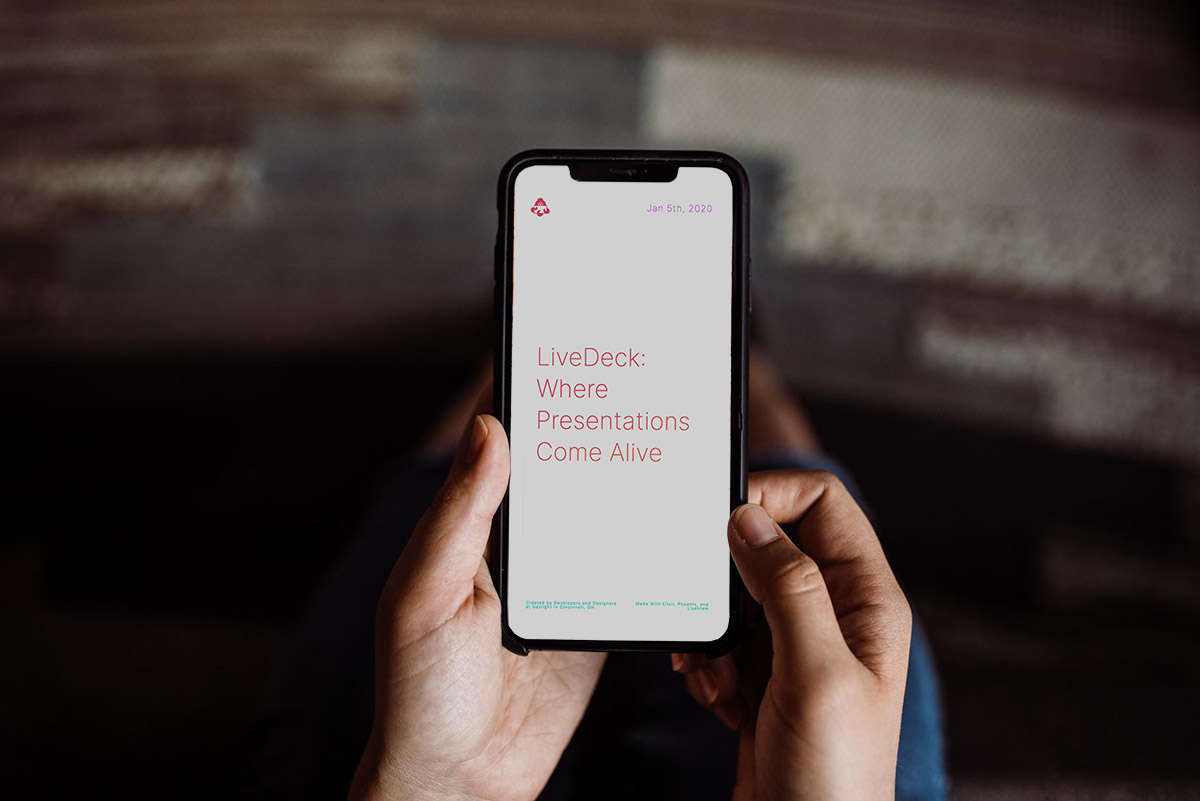 Jan 5th, 2020
LiveDeck:
Where
Presentations
Come Alive
Created by Developers and Designers
at Gaslight in Cincinnati, OH
Made With Elixir, Phoenix, and
LiveView